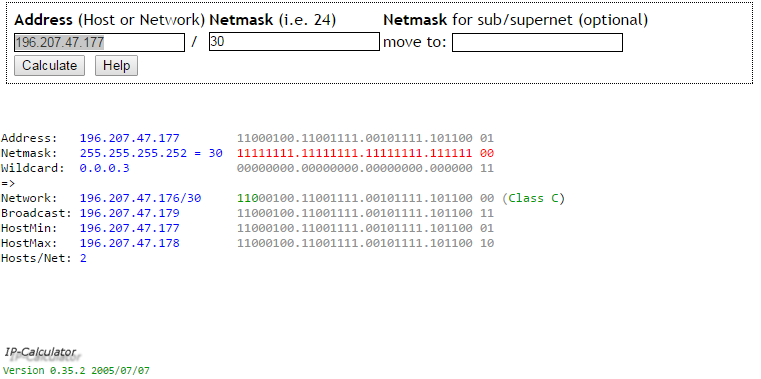 Address (Host or Network) Netmask (i.e. 24) Netmask for sub/supernet (optional)
196.207.47.177 / 30 move to:
Calculate Help
Address: 196.207.47.177 11000100.11001111.00101111.101100 01
Netmask: 255.255.255.252 = 30 11111111.11111111.11111111.111111 00
Wildcard: 0.0.0.3 00000000.00000000.00000000.000000 11
=>
Network: 196.207.47.176/30 11000100.11001111.00101111.101100 00 (Class C)
Broadcast: 196.207.47.179 11000100.11001111.00101111.101100 11
HostMin: 196.207.47.177 11000100.11001111.00101111.101100 01
HostMax: 196.207.47.178 11000100.11001111.00101111.101100 10
Hosts/Net: 2
IP-Calculator
Version 0.35.2 2005/07/07